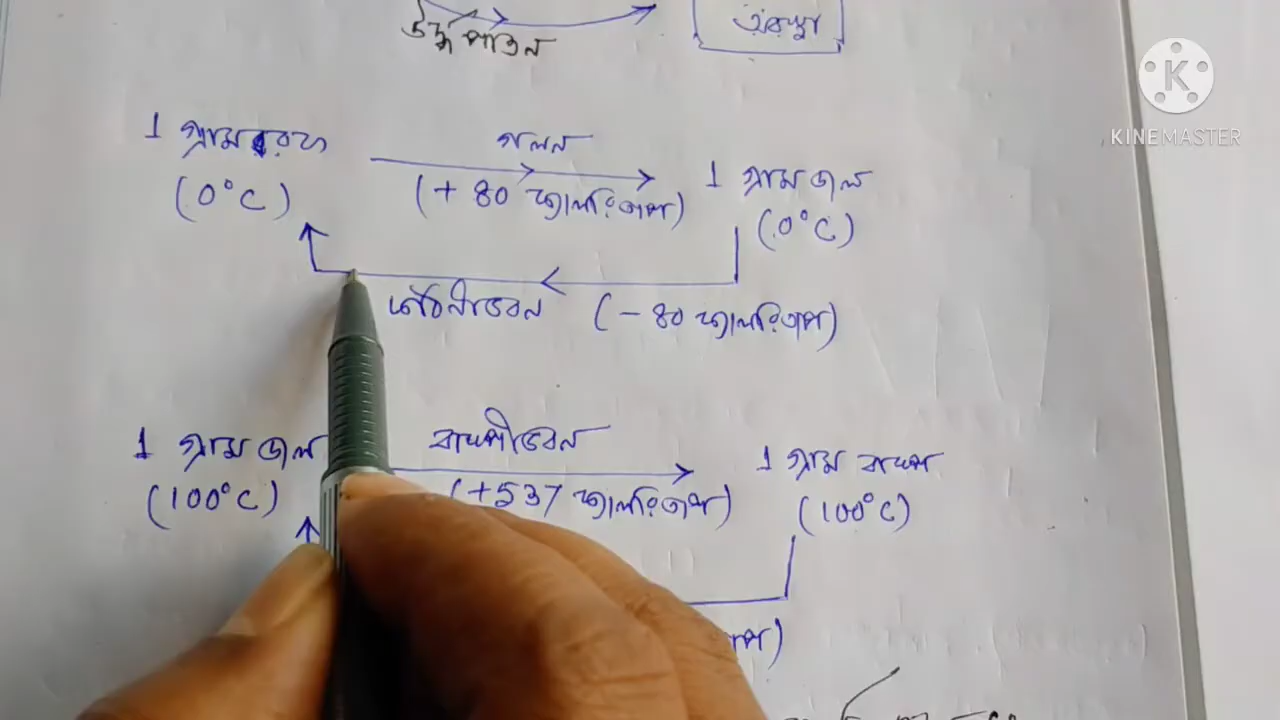 ঊর্ধ্বপাতন
অবস্থা
K
KINEMASTER
1 গ্রাম বরফ
(0°C)
গলন
(+ 80 ক্যালরি তাপ)
1 গ্রাম জল
(0°C)
কঠিনীভবন (- 80 ক্যালরি তাপ)
1 গ্রাম জল
(100°C)
বাষ্পীভবন
(+537 ক্যালরি তাপ)
1 গ্রাম বাষ্প
(100°C)